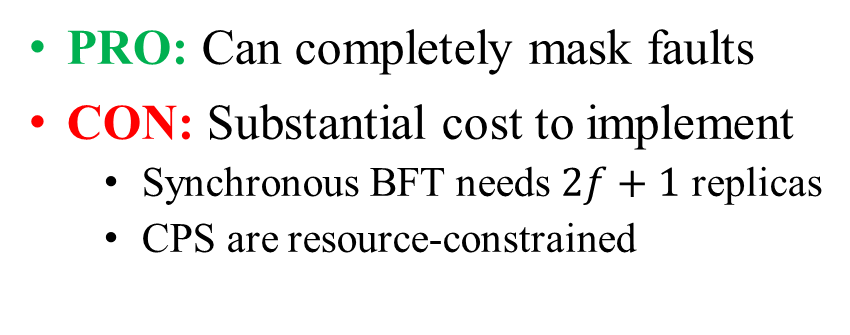 • PRO: Can completely mask faults
• CON: Substantial cost to implement
• Synchronous BFT needs 2𝑓 + 1 replicas
• CPS are resource-constrained